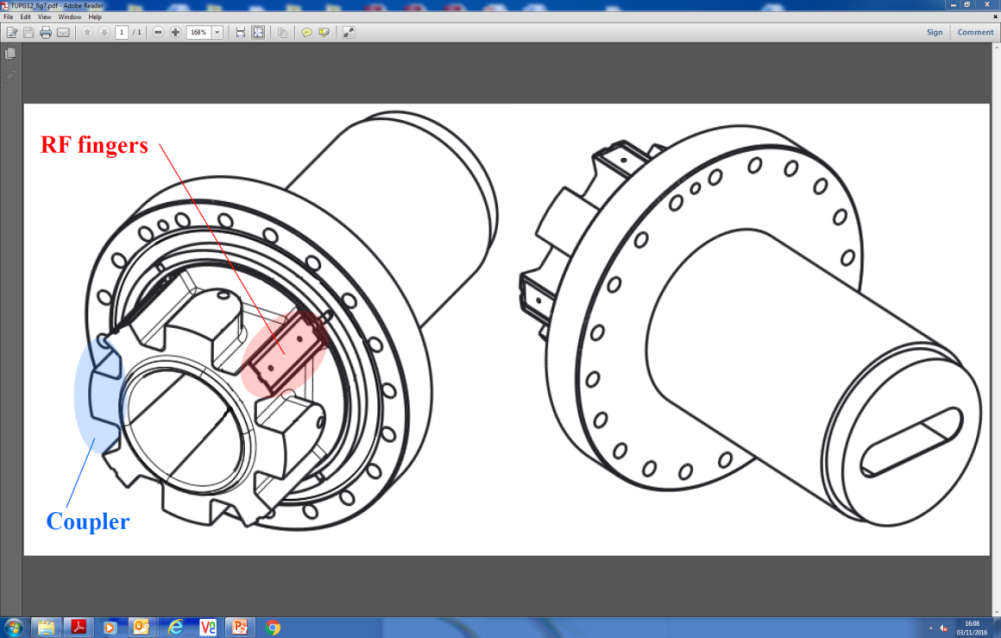 TUPG12_fig7.pdf - Adobe Reader
File Edit View Window Help
1 / 1 168% Sign Comment
RF fingers
Coupler
16:08
03/11/2016